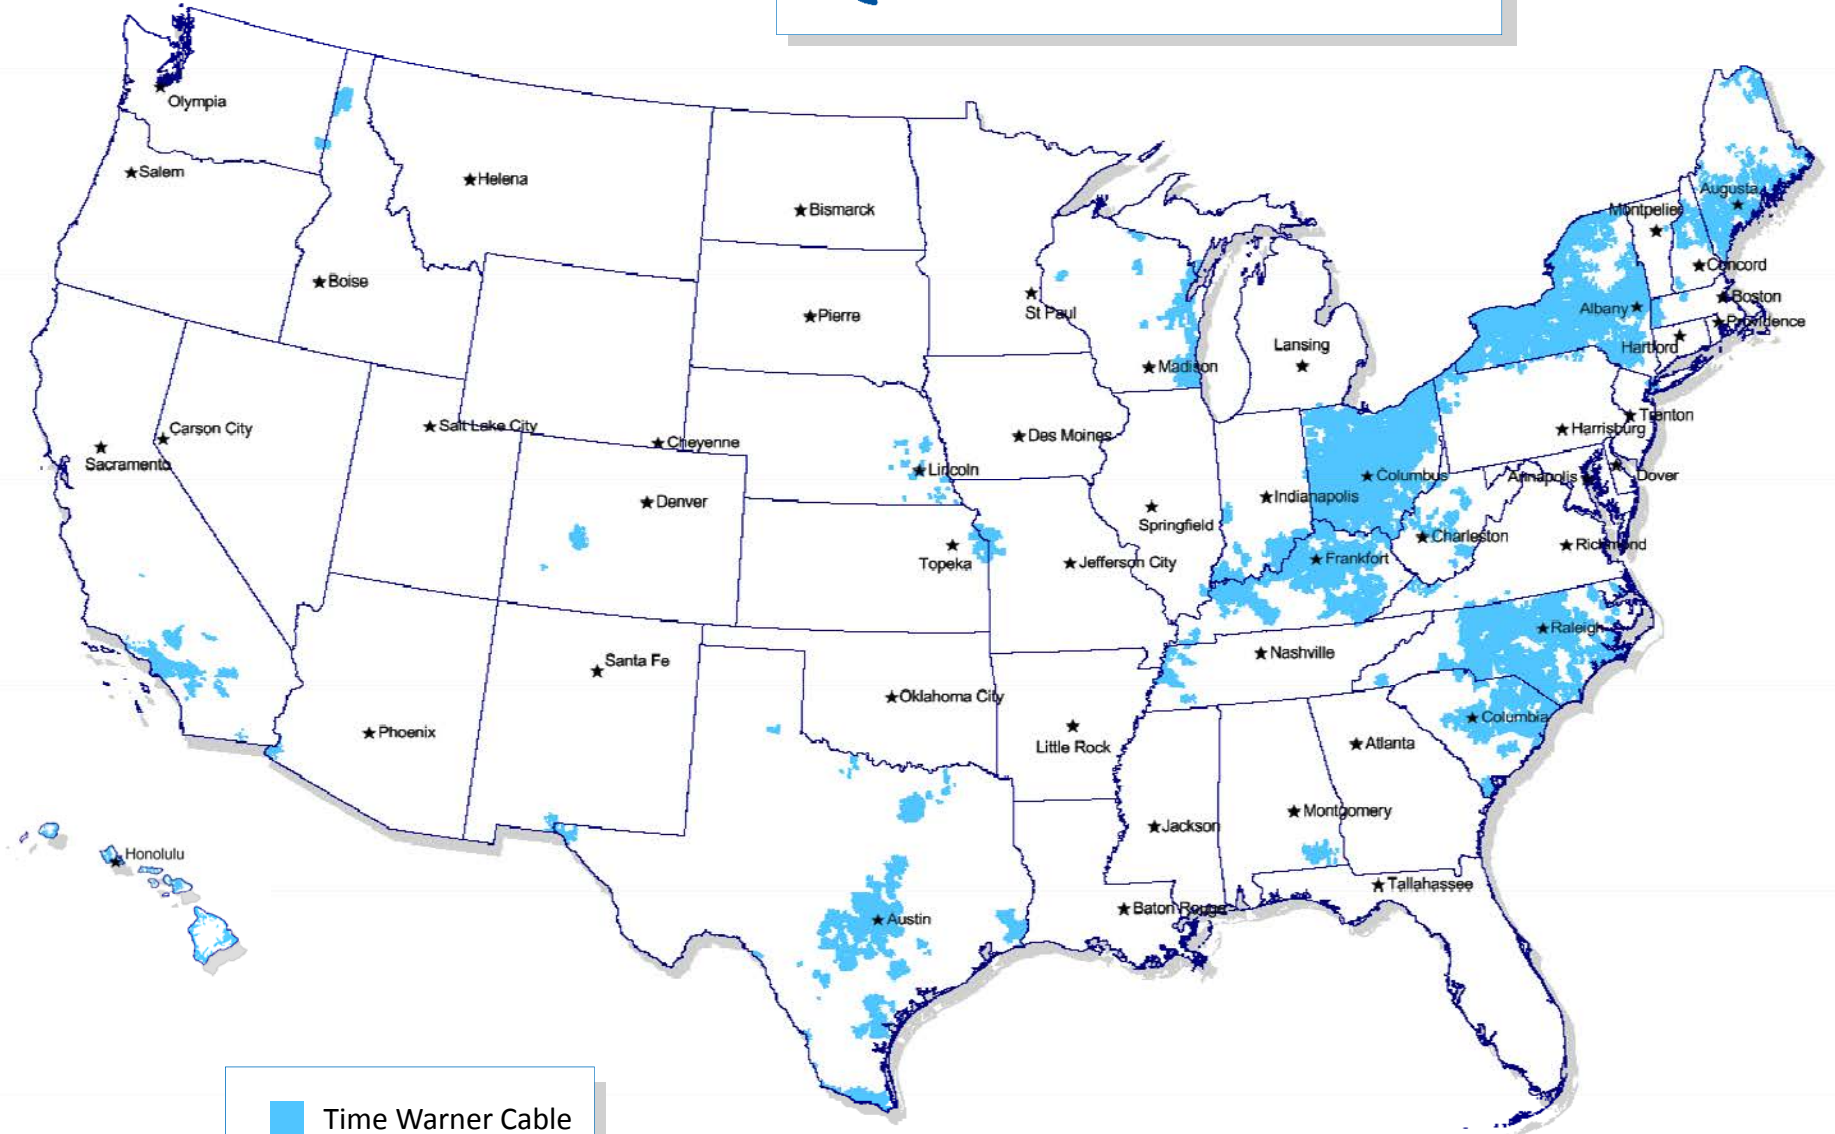 Olympia
Salem
Helena
Bismarck
Boise
Pierre
St Paul
Madison
Lansing
Augusta
Montpelier
Concord
Albany
Boston
Providence
Hartford
Carson City
Sacramento
Salt Lake City
Cheyenne
Denver
Lincoln
Des Moines
Springfield
Indianapolis
Columbus
Harrisburg
Trenton
Annapolis
Dover
Topeka
Jefferson City
Frankfort
Charleston
Richmond
Santa Fe
Phoenix
Oklahoma City
Little Rock
Nashville
Raleigh
Columbia
Atlanta
Jackson
Montgomery
Tallahassee
Baton Rouge
Austin
Honolulu
Time Warner Cable